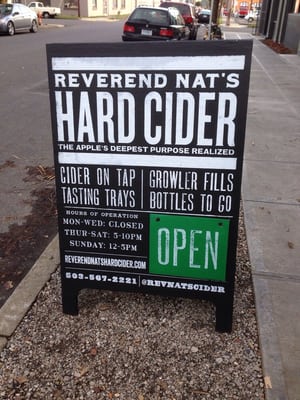 REVEREND NAT'S
HARD CIDER
THE APPLE'S DEEPEST PURPOSE REALIZED
CIDER ON TAP
TASTING TRAYS
GROWLER FILLS
BOTTLES TO GO
HOURS OF OPERATION
MON-WED: CLOSED
THUR-SAT: 5-10PM
SUNDAY: 12-5PM
REVERENDNATSHARDCIDER.COM
OPEN
503-567-2221 @REVNATSCIDER